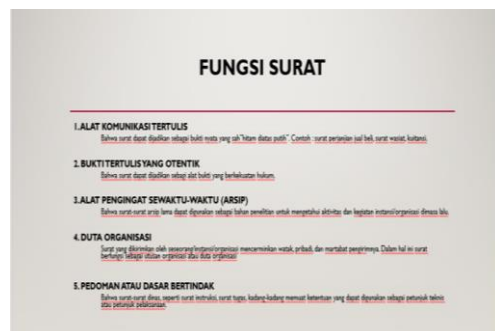 FUNGSI SURAT
1.ALAT KOMUNIKASI TERTULIS
Bahwa surat dapat dijadikan sebagai bukti mata yang sah "hitam diatas putih". Contoh : surat perjanjian jual beli, surat wasiat, kuitansi.
2. BUKTI TERTULIS YANG OTENTIK
Bahwa surat dapat dijadikan sebagi alat bukti yang berkekuatan hukum.
3.ALAT PENGINGAT SEWAKTU-WAKTU (ARSIP)
Bahwa surat-surat arsip lama dapat digunakan sebagai bahan penelitian untuk mengetahui aktivitas dan kegiatan instansi/organisasi dimasa lalu.
4. DUTA ORGANISASI
Surat yang dikirimkan oleh seseorang/instansi/organisasi mencerminkan watak, pribadi, dan martabat pengirimnya. Dalam hal ini surat
berfungsi sebagai utusan organisasi atau duta organisasi
5. PEDOMAN ATAU DASAR BERTINDAK
Bahwa surat-surat dinas, seperti surat instruksi, surat tugas, kadang-kadang memuat ketentuan yang dapat digunakan sebagai petunjuk teknis
atau petunjuk pelaksanaan.